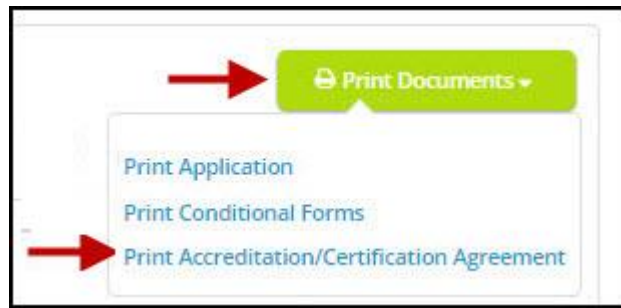 Print Documents
Print Application
Print Conditional Forms
Print Accreditation/Certification Agreement